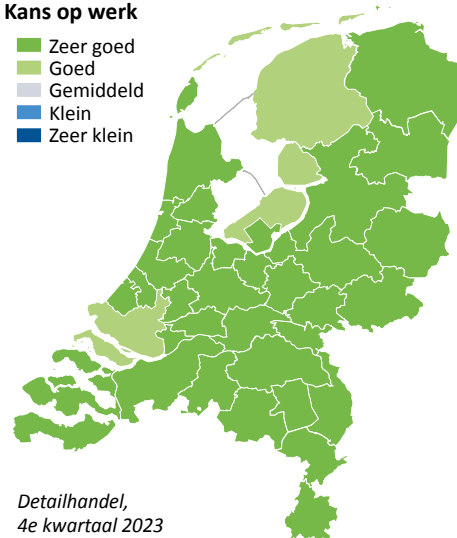 Kans op werk
Zeer goed
Goed
Gemiddeld
Klein
Zeer klein
Detailhandel,
4e kwartaal 2023